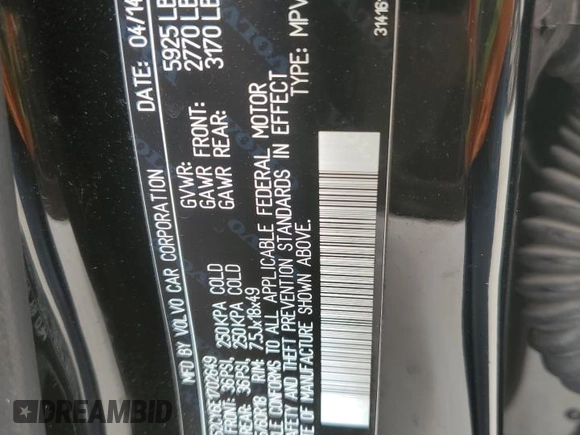 MFD BY VOLVO CAR CORPORATION DATE: 04/14
GVWR: 5925 LB
GAWR FRONT: 2770 LB
GAWR REAR: 3170 LB
FRONT: 36PSI, 250KPA COLD
REAR: 36PSI, 250KPA COLD
RIM: 7.5Jx18x49
CONFORMS TO ALL APPLICABLE FEDERAL MOTOR
SAFETY AND THEFT PREVENTION STANDARDS IN EFFECT
OF MANUFACTURE SHOWN ABOVE. TYPE: MPV
31416
VOLVO
DREAMBID